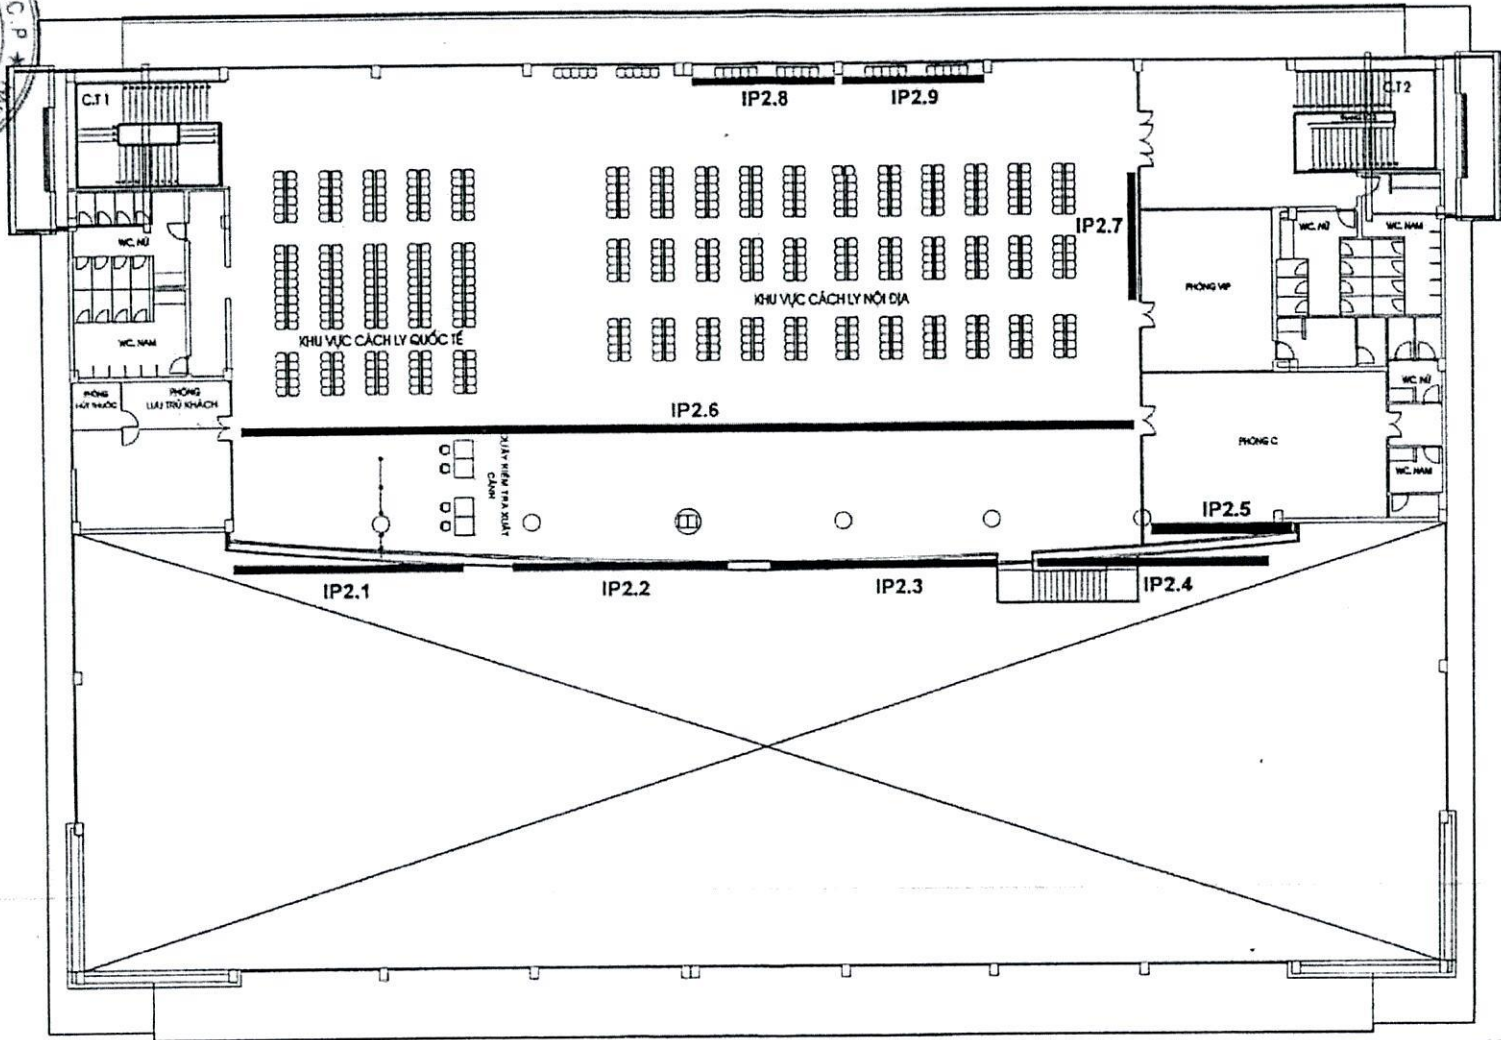 C.P ★
C.T 1
C.T 2
IP2.8
IP2.9
IP2.7
WC. NỮ
WC. NỮ
WC. NAM
PHÒNG VIP
KHU VỰC CÁCH LY NỘI ĐỊA
KHU VỰC CÁCH LY QUỐC TẾ
WC. NAM
PHÒNG
HÚT THUỐC
PHÒNG
LƯU TRÚ KHÁCH
WC. NỮ
IP2.6
QUẦY KIỂM TRA XUẤT
CẢNH
PHÒNG C
WC. NAM
IP2.5
IP2.1
IP2.2
IP2.3
IP2.4